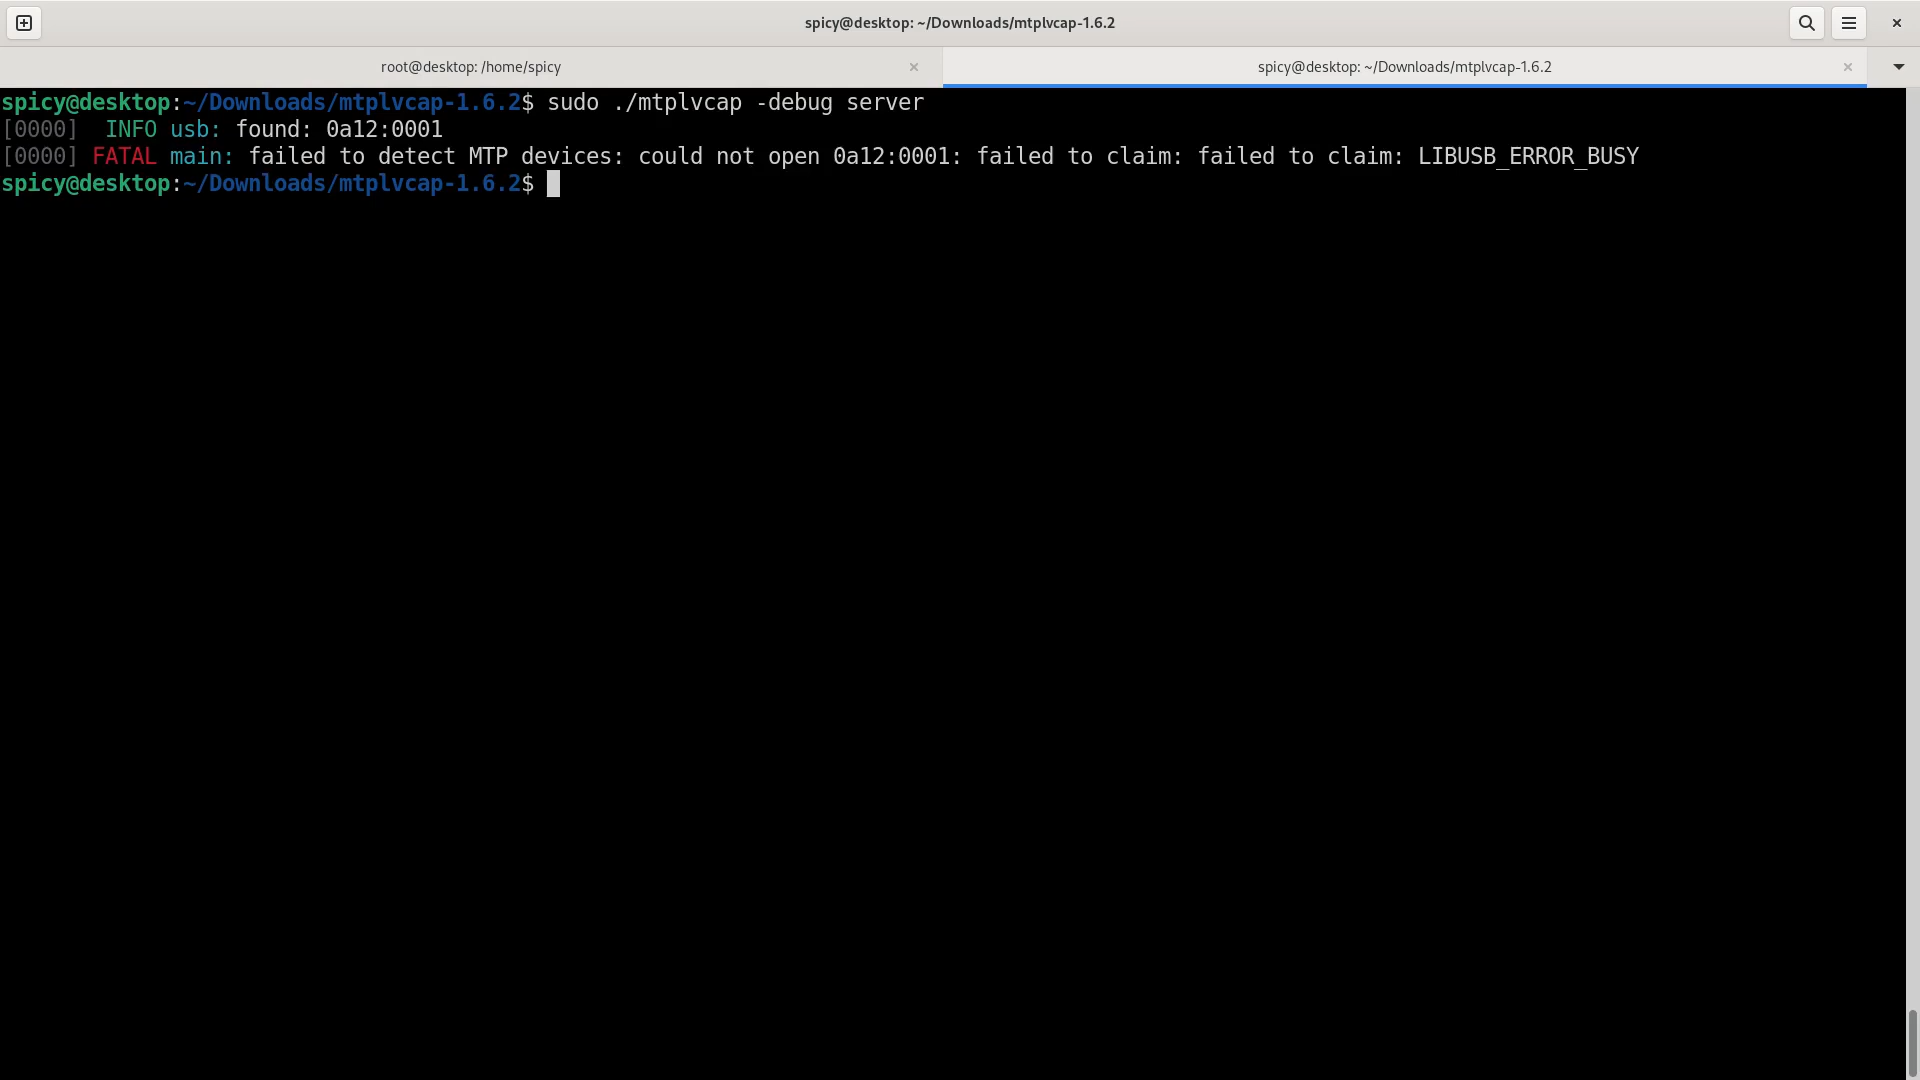 spicy@desktop: ~/Downloads/mtplvcap-1.6.2
root@desktop: /home/spicy
spicy@desktop: ~/Downloads/mtplvcap-1.6.2
spicy@desktop:~/Downloads/mtplvcap-1.6.2$ sudo ./mtplvcap -debug server
[0000]  INFO usb: found: 0a12:0001
[0000] FATAL main: failed to detect MTP devices: could not open 0a12:0001: failed to claim: failed to claim: LIBUSB_ERROR_BUSY
spicy@desktop:~/Downloads/mtplvcap-1.6.2$